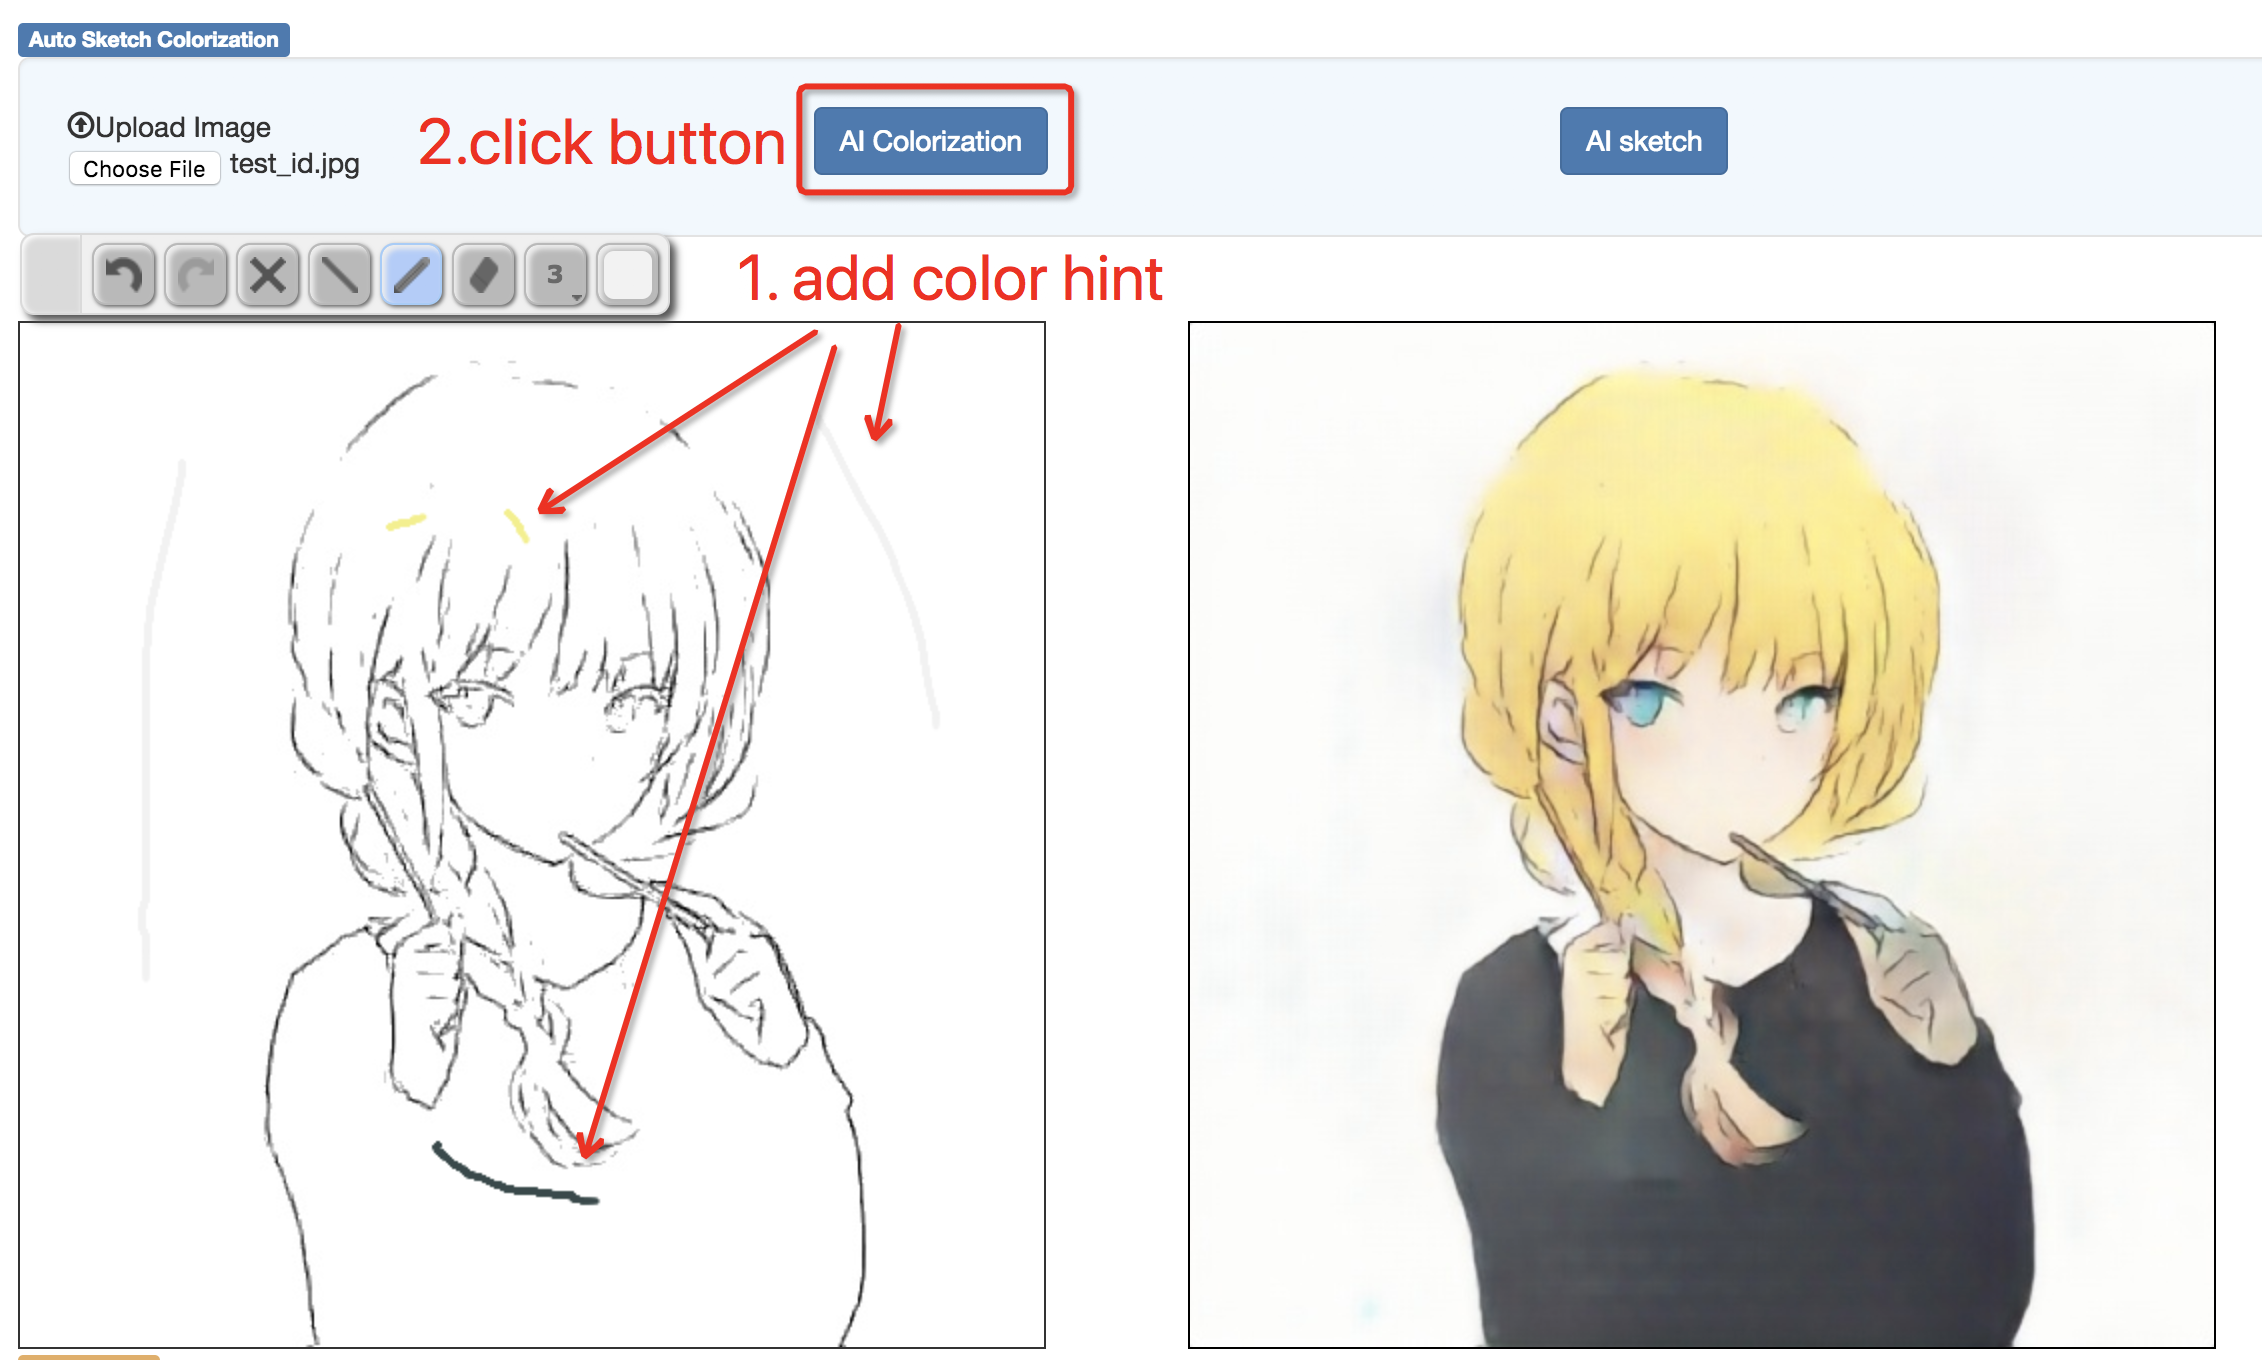 Auto Sketch Colorization
Upload Image
Choose File test_id.jpg
2.click button
AI Colorization
AI sketch
3
1. add color hint